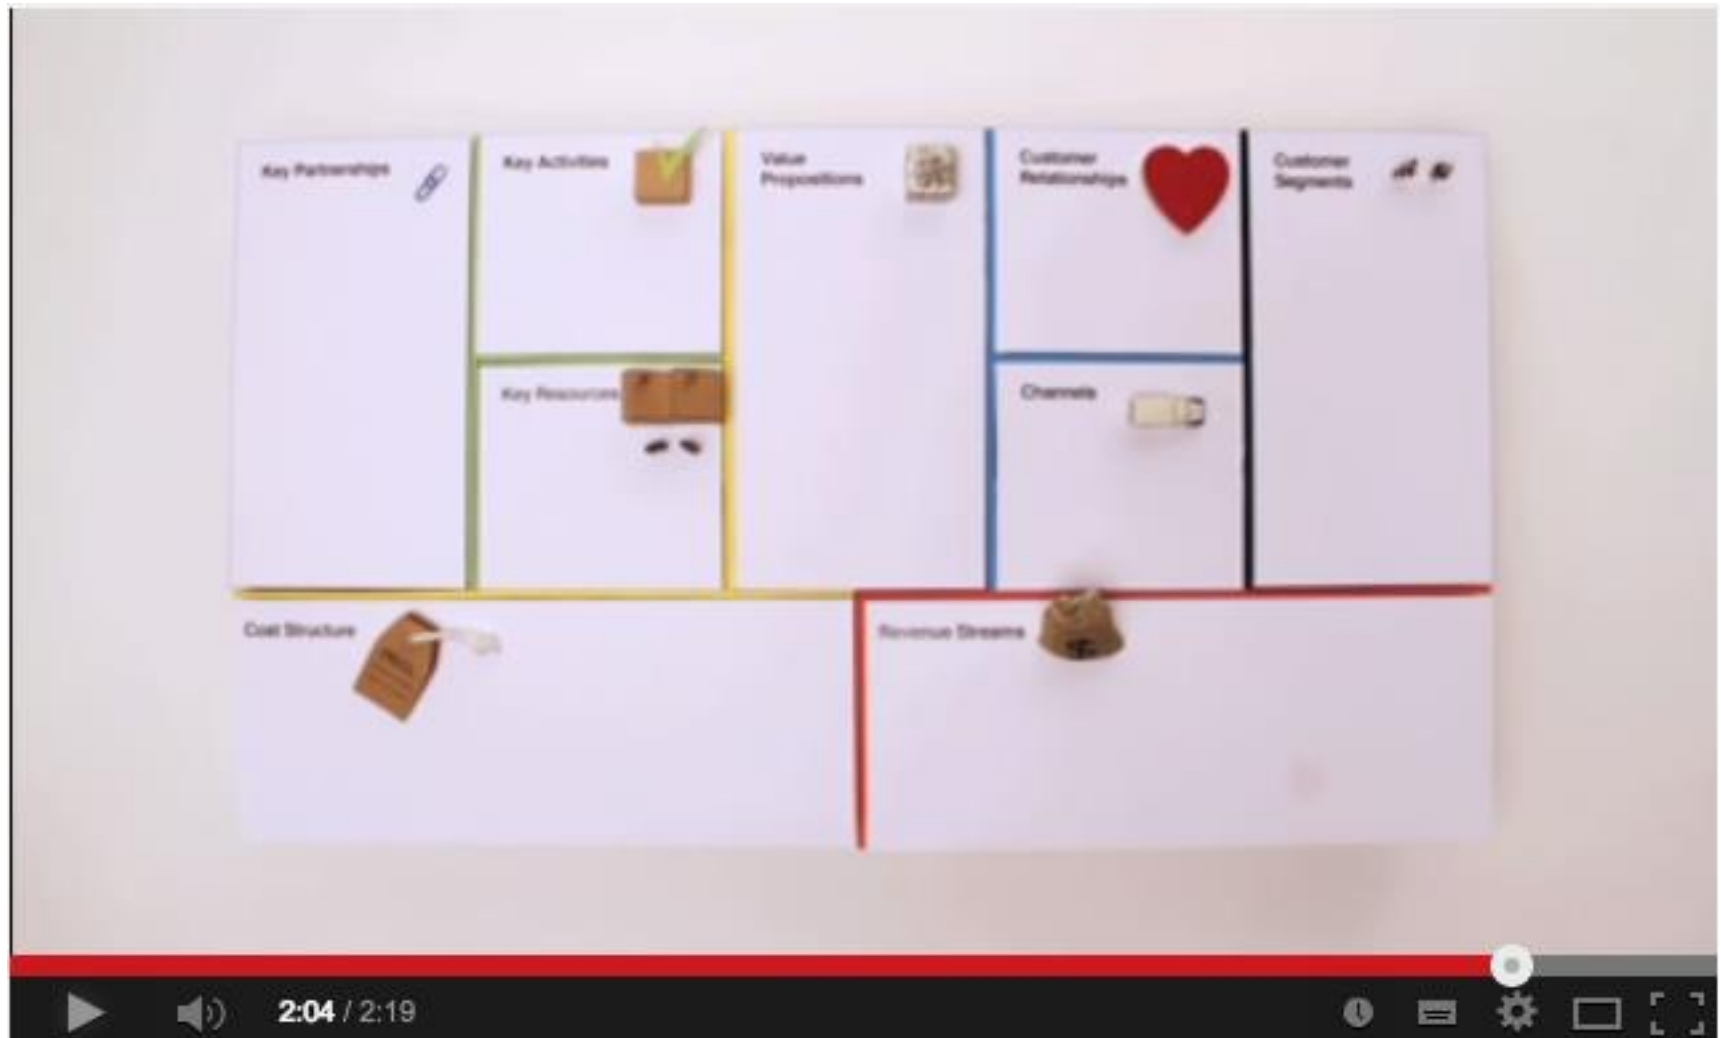 Key Partnerships
Key Activities
Value
Propositions
Customer
Relationships
Customer
Segments
Key Resources
Channels
Cost Structure
Revenue Streams
2:04 / 2:19